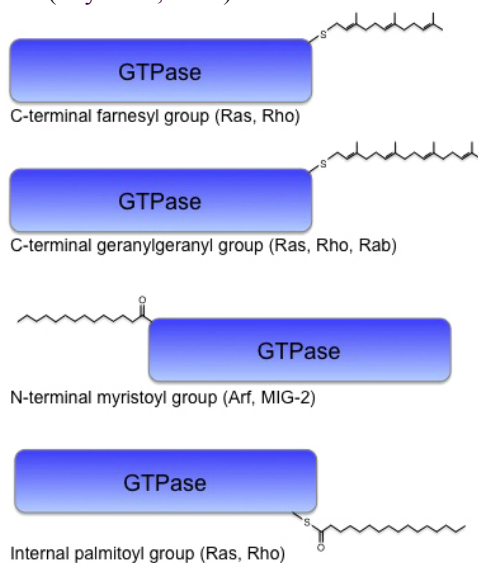 S
GTPase
C-terminal farnesyl group (Ras, Rho)
S
GTPase
C-terminal geranylgeranyl group (Ras, Rho, Rab)
O
GTPase
N-terminal myristoyl group (Arf, MIG-2)
GTPase
S
O
Internal palmitoyl group (Ras, Rho)